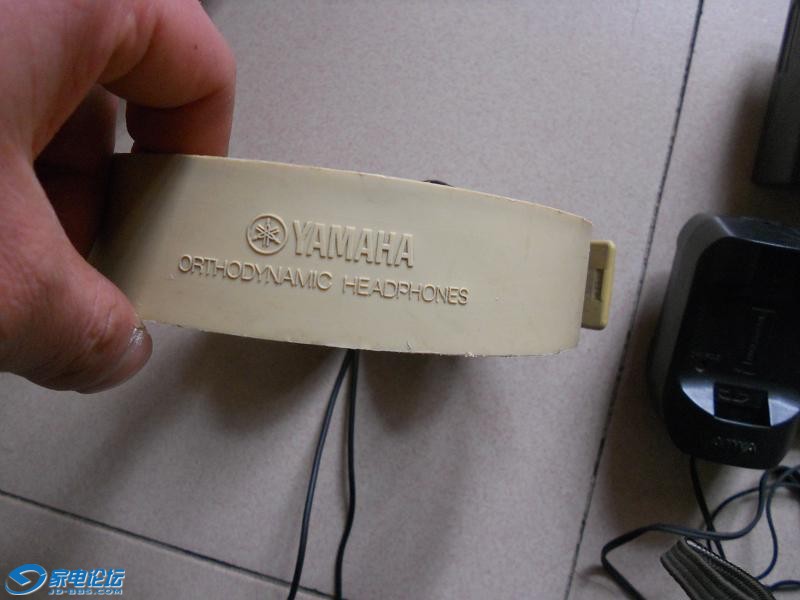 YAMAHA
ORTHODYNAMIC HEADPHONES
家电论坛
JD-BBS.COM